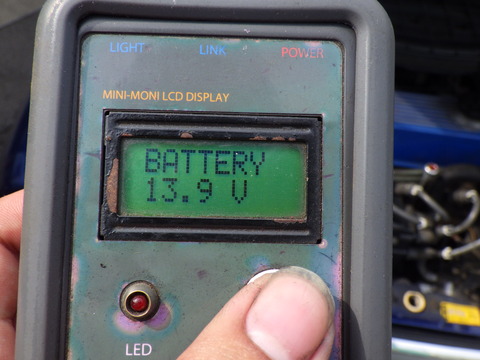 LIGHT LINK POWER
MINI-MONI LCD DISPLAY
BATTERY
13.9 V
LED